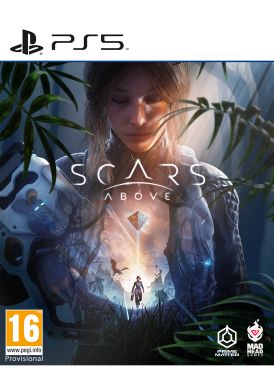 PS5
SCARS
ABOVE
16
www.pegi.info
Provisional
PRIME
MATTER
MAD
HEAD
GAMES